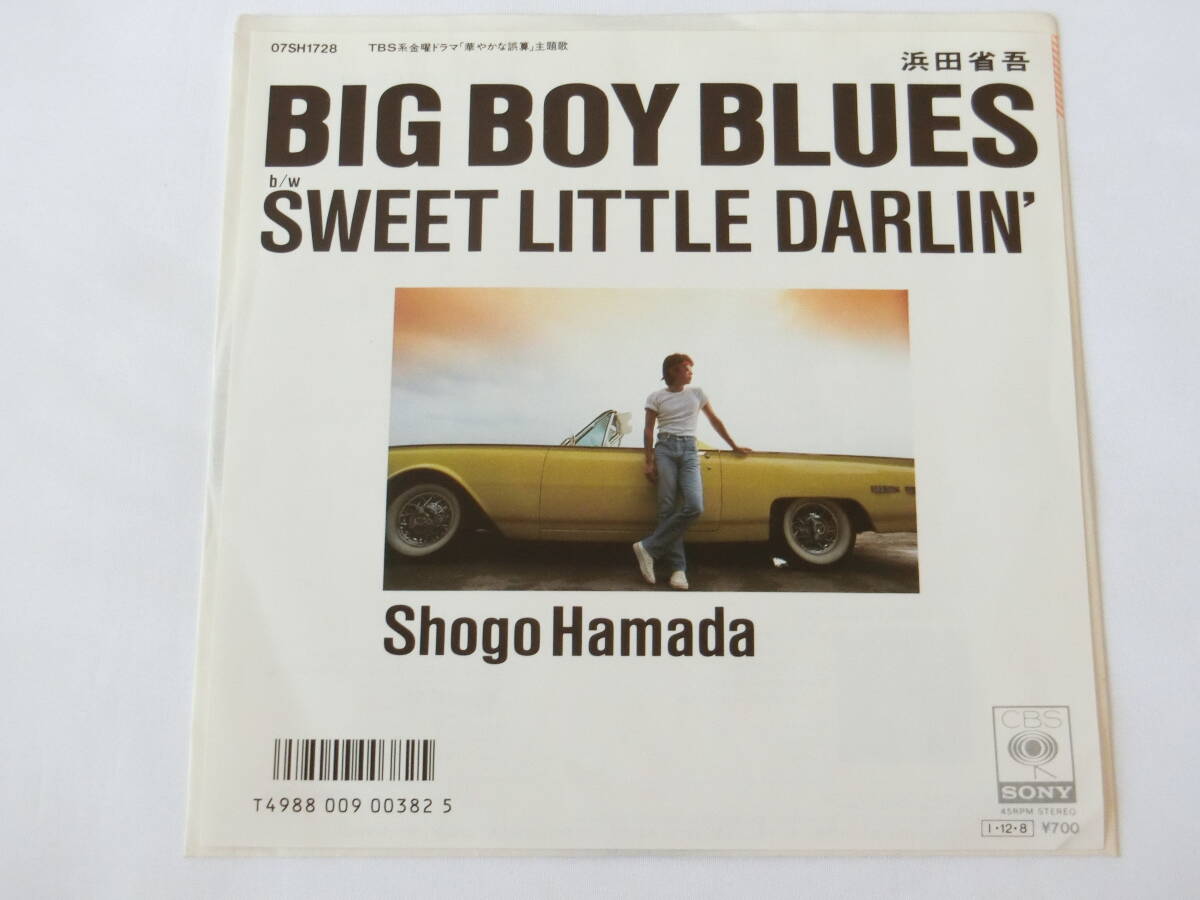 07SH1728 TBS系金曜ドラマ「華やかな誤算」主題歌
浜田省吾
BIG BOY BLUES
b/w
SWEET LITTLE DARLIN'
Shogo Hamada
T4988 009 00382 5
CBS
SONY
45RPM STEREO
I・12・8 ¥700